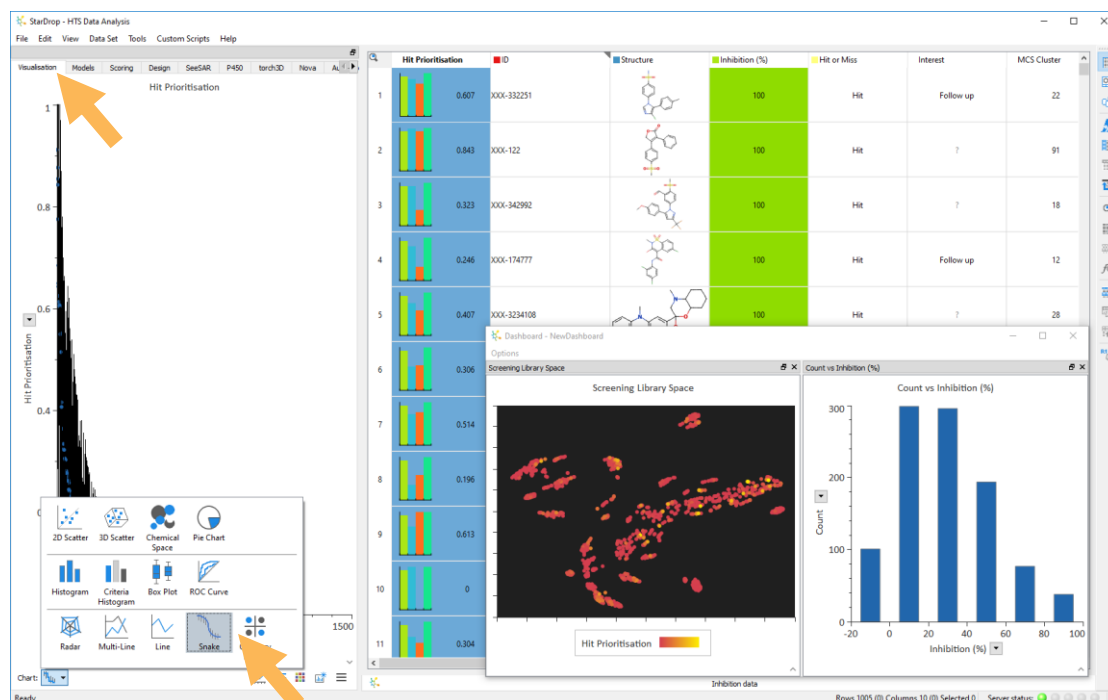 StarDrop - HTS Data Analysis
File Edit View Data Set Tools Custom Scripts Help
Visualisation Models Scoring Design SeeSAR P450 torch3D Nova
Hit Prioritisation
1
0.8
0.6
0.4
Hit Prioritisation
1500
2D Scatter 3D Scatter Chemical Space Pie Chart
Histogram Criteria Histogram Box Plot ROC Curve
Radar Multi-Line Line Snake
Chart:
Ready
Hit Prioritisation ID Structure Inhibition (%) Hit or Miss Interest MCS Cluster
1 0.607 XXX-332251 100 Hit Follow up 22
2 0.843 XXX-122 100 Hit ? 91
3 0.323 XXX-342992 100 Hit ? 18
4 0.246 XXX-174777 100 Hit Follow up 12
5 0.407 XXX-3234108 100 Hit 28
6 0.306
7 0.514
8 0.196
9 0.613
10 0
11 0.304
Dashboard - NewDashboard
Options
Screening Library Space
Screening Library Space
Hit Prioritisation
Count vs Inhibition (%)
Count vs Inhibition (%)
300
200
100
0
Count
-20 0 20 40 60 80 100
Inhibition (%)
Inhibition data
Rows 1005 (0) Columns 10 (0) Selected 0 Server status: